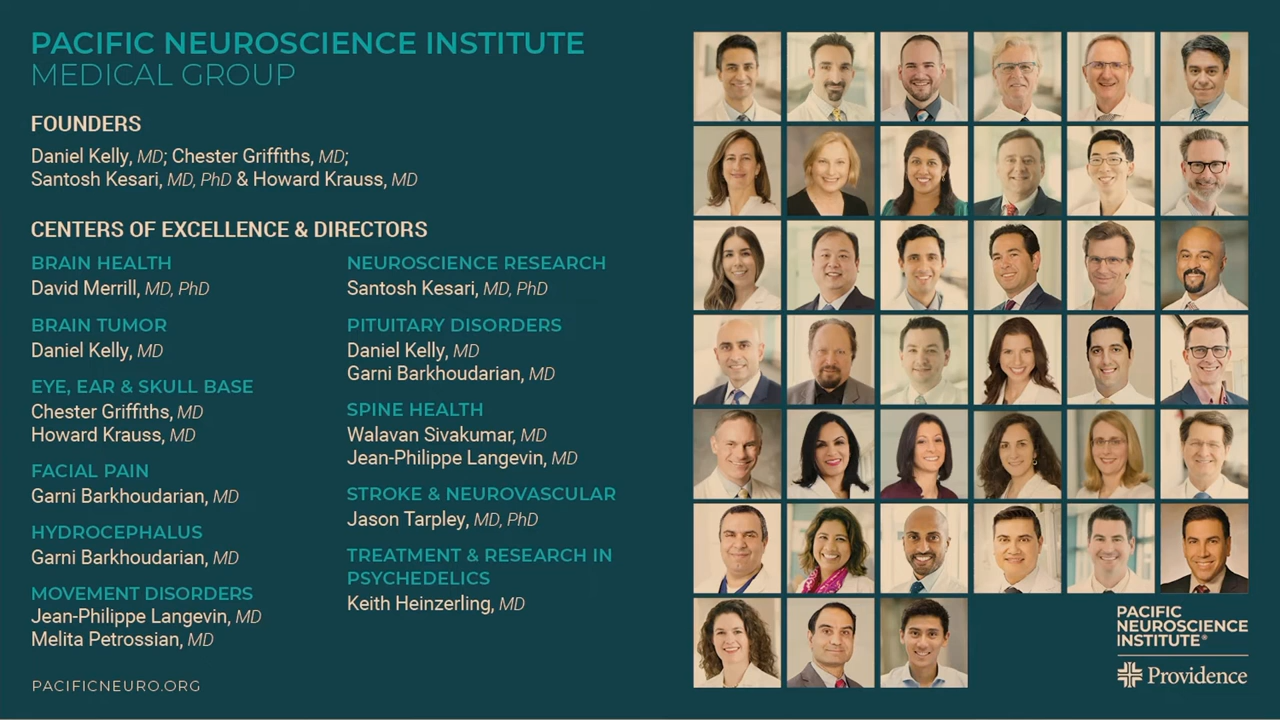 PACIFIC NEUROSCIENCE INSTITUTE
MEDICAL GROUP
FOUNDERS
Daniel Kelly, MD; Chester Griffiths, MD;
Santosh Kesari, MD, PhD & Howard Krauss, MD
CENTERS OF EXCELLENCE & DIRECTORS
BRAIN HEALTH
David Merrill, MD, PhD
BRAIN TUMOR
Daniel Kelly, MD
EYE, EAR & SKULL BASE
Chester Griffiths, MD
Howard Krauss, MD
FACIAL PAIN
Garni Barkhoudarian, MD
HYDROCEPHALUS
Garni Barkhoudarian, MD
MOVEMENT DISORDERS
Jean-Philippe Langevin, MD
Melita Petrossian, MD
NEUROSCIENCE RESEARCH
Santosh Kesari, MD, PhD
PITUITARY DISORDERS
Daniel Kelly, MD
Garni Barkhoudarian, MD
SPINE HEALTH
Walavan Sivakumar, MD
Jean-Philippe Langevin, MD
STROKE & NEUROVASCULAR
Jason Tarpley, MD, PhD
TREATMENT & RESEARCH IN
PSYCHEDELICS
Keith Heinzerling, MD
PACIFICNEURO.ORG
PACIFIC
NEUROSCIENCE
INSTITUTE®
Providence